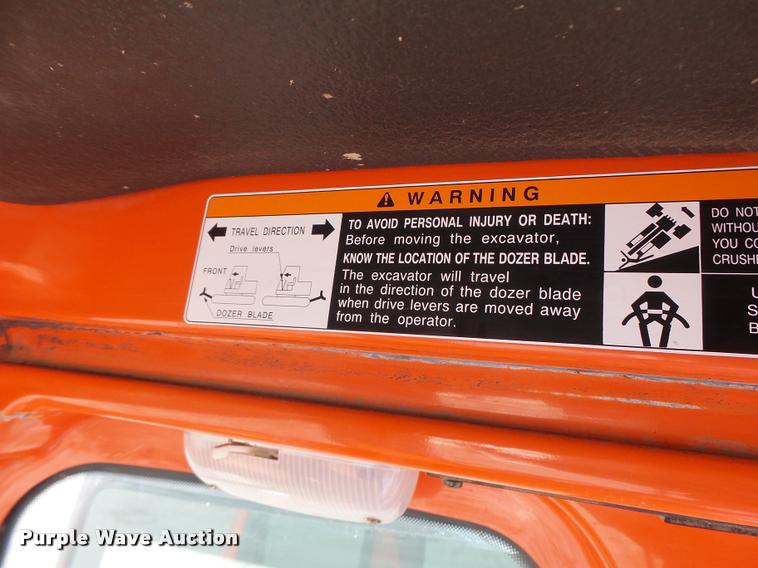 WARNING
TRAVEL DIRECTION
Drive levers
FRONT
DOZER BLADE
TO AVOID PERSONAL INJURY OR DEATH:
Before moving the excavator,
KNOW THE LOCATION OF THE DOZER BLADE.
The excavator will travel
in the direction of the dozer blade
when drive levers are moved away
from the operator.
DO NOT
WITHOU
YOU CO
CRUSHE
U
S
B
Purple Wave Auction